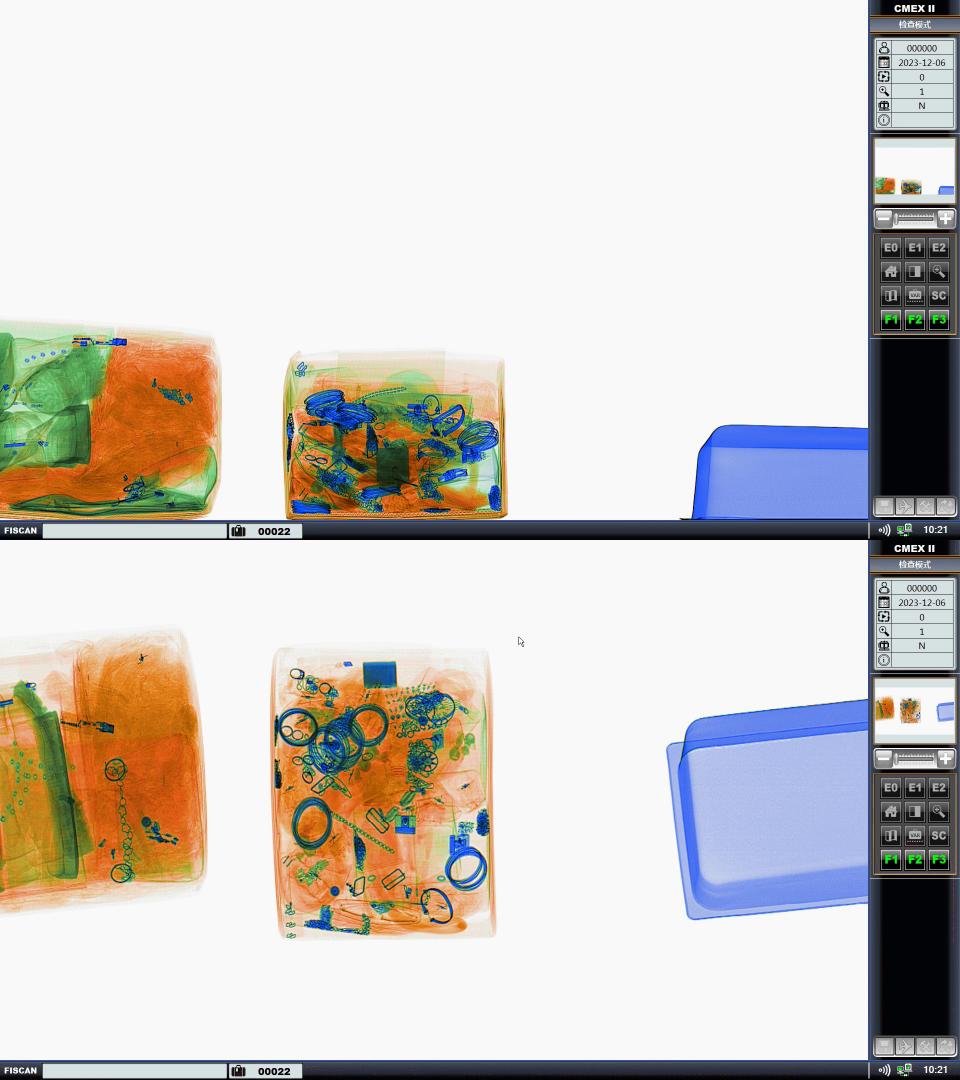 CMEX II
检查模式
000000
2023-12-06
0
1
N
E0 E1 E2
SC
F1 F2 F3
FISCAN
00022
10:21
CMEX II
检查模式
000000
2023-12-06
0
1
N
E0 E1 E2
SC
F1 F2 F3
FISCAN
00022
10:21